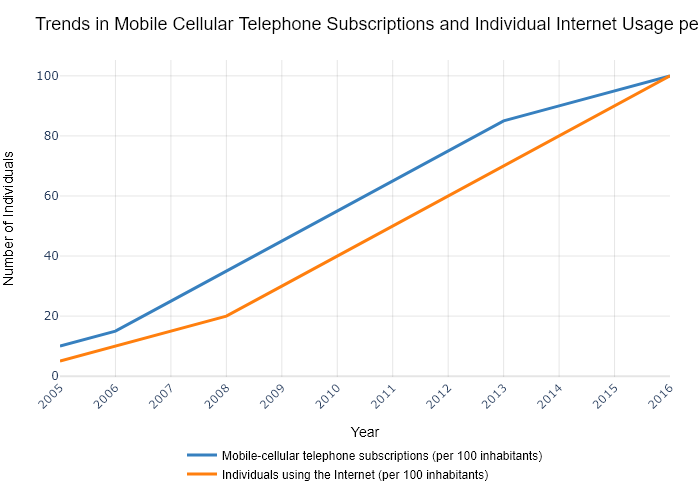 Trends in Mobile Cellular Telephone Subscriptions and Individual Internet Usage pe
Number of Individuals
100
80
60
40
20
0
2005 2006 2007 2008 2009 2010 2011 2012 2013 2014 2015 2016
Year
Mobile-cellular telephone subscriptions (per 100 inhabitants)
Individuals using the Internet (per 100 inhabitants)